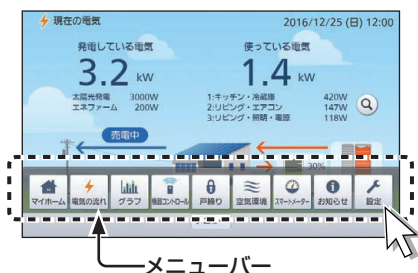 現在の電気
2016/12/25 (日) 12:00
発電している電気
使っている電気
3.2 kW
1.4 kW
太陽光発電 3000W
エネファーム 200W
1:キッチン・冷蔵庫 420W
2:リビング・エアコン 147W
3:リビング・照明・電源 118W
売電中
30%
マイホーム
電気の流れ
グラフ
機器コントロール
戸締り
空気環境
スマートメーター
お知らせ
設定
メニューバー